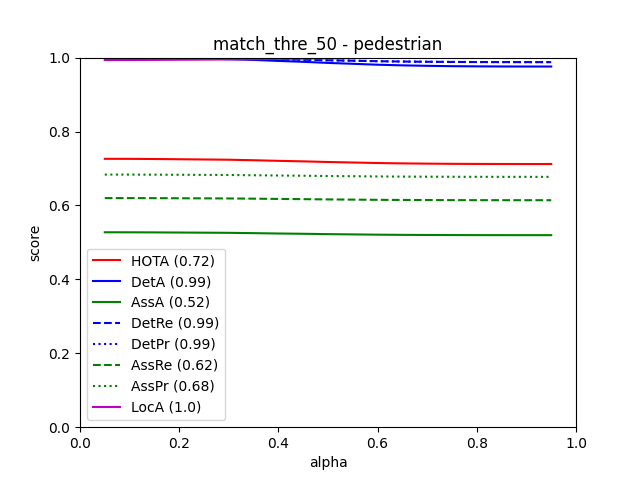 match_thre_50 - pedestrian
1.0
0.8
0.6
0.4
0.2
0.0
score
HOTA (0.72)
DetA (0.99)
AssA (0.52)
DetRe (0.99)
DetPr (0.99)
AssRe (0.62)
AssPr (0.68)
LocA (1.0)
0.0 0.2 0.4 0.6 0.8 1.0
alpha